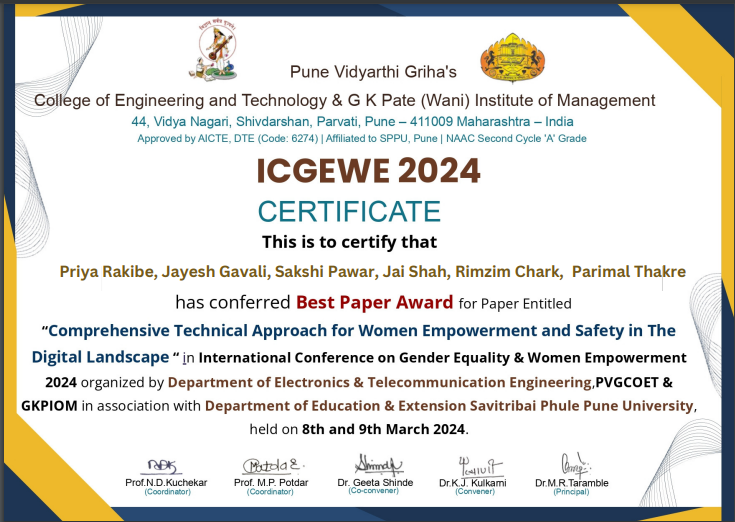 Pune Vidyarthi Griha's
College of Engineering and Technology & G K Pate (Wani) Institute of Management
44, Vidya Nagari, Shivdarshan, Parvati, Pune – 411009 Maharashtra – India
Approved by AICTE, DTE (Code: 6274) | Affiliated to SPPU, Pune | NAAC Second Cycle 'A' Grade
ICGEWE 2024
CERTIFICATE
This is to certify that
Priya Rakibe, Jayesh Gavali, Sakshi Pawar, Jai Shah, Rimzim Chark, Parimal Thakre
has conferred Best Paper Award for Paper Entitled
“Comprehensive Technical Approach for Women Empowerment and Safety in The
Digital Landscape “ in International Conference on Gender Equality & Women Empowerment
2024 organized by Department of Electronics & Telecommunication Engineering,PVGCOET &
GKPIOM in association with Department of Education & Extension Savitribai Phule Pune University,
held on 8th and 9th March 2024.
Prof.N.D.Kuchekar Prof. M.P. Potdar Dr. Geeta Shinde Dr.K.J. Kulkarni Dr.M.R.Taramble
(Coordinator) (Coordinator) (Co-convener) (Convener) (Principal)